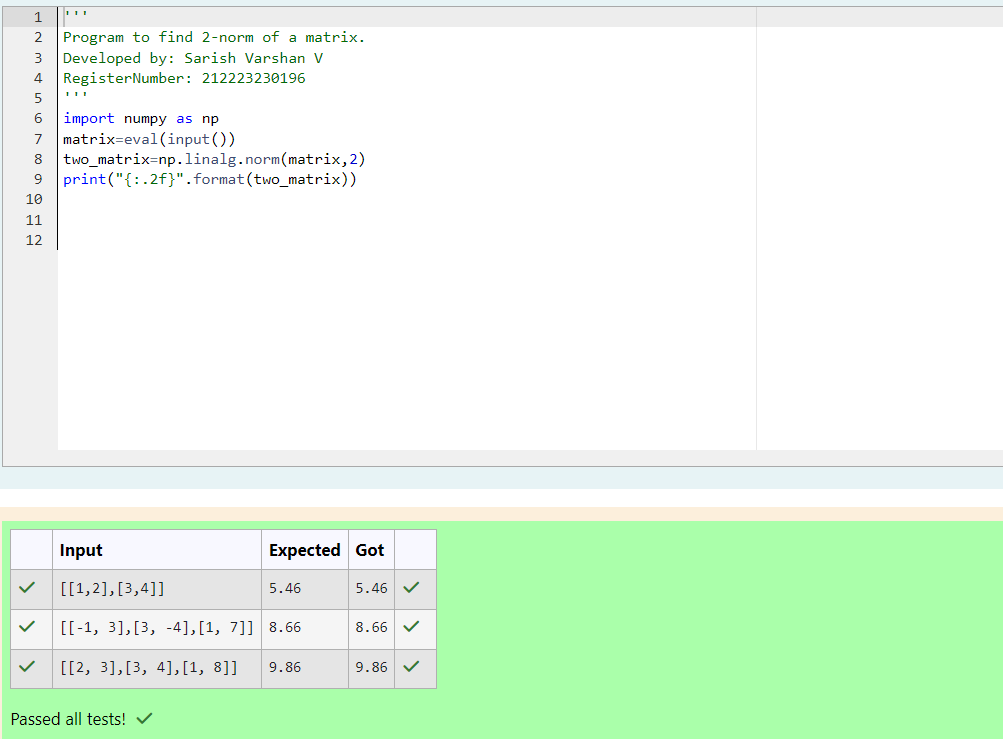 1 '''
2 Program to find 2-norm of a matrix.
3 Developed by: Sarish Varshan V
4 RegisterNumber: 212223230196
5 '''
6 import numpy as np
7 matrix=eval(input())
8 two_matrix=np.linalg.norm(matrix,2)
9 print("{:.2f}".format(two_matrix))
10
11
12
Input Expected Got
[[1,2],[3,4]] 5.46 5.46
[[-1, 3],[3, -4],[1, 7]] 8.66 8.66
[[2, 3],[3, 4],[1, 8]] 9.86 9.86
Passed all tests!